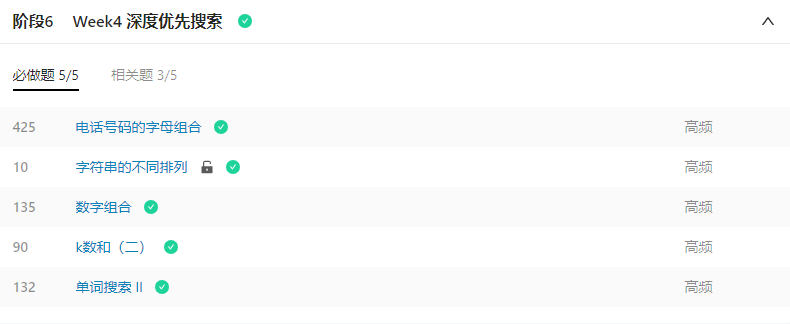 阶段6 Week4 深度优先搜索
必做题 5/5 相关题 3/5
425 电话号码的字母组合 高频
10 字符串的不同排列 高频
135 数字组合 高频
90 k数和（二） 高频
132 单词搜索 II 高频